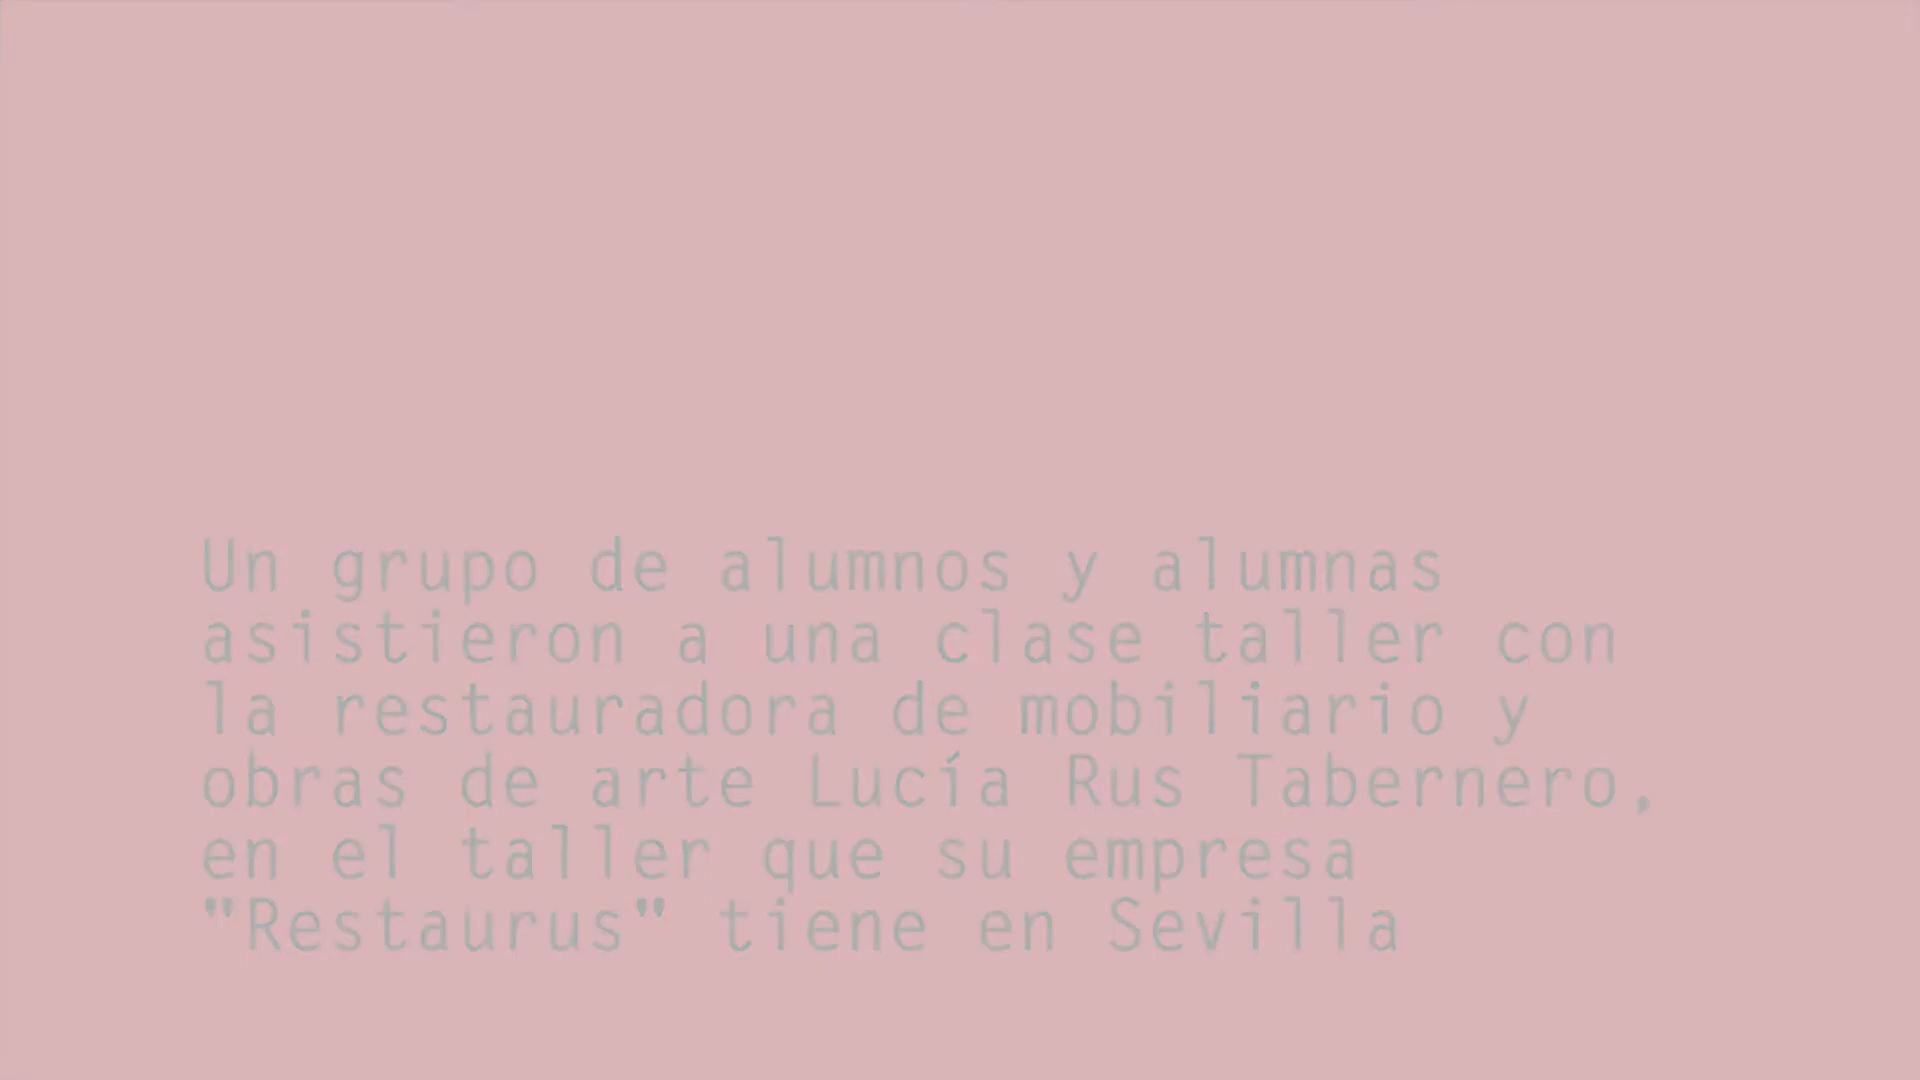 Un grupo de alumnos y alumnas
asistieron a una clase taller con
la restauradora de mobiliario y
obras de arte Lucía Rus Tabernero,
en el taller que su empresa
"Restaurus" tiene en Sevilla